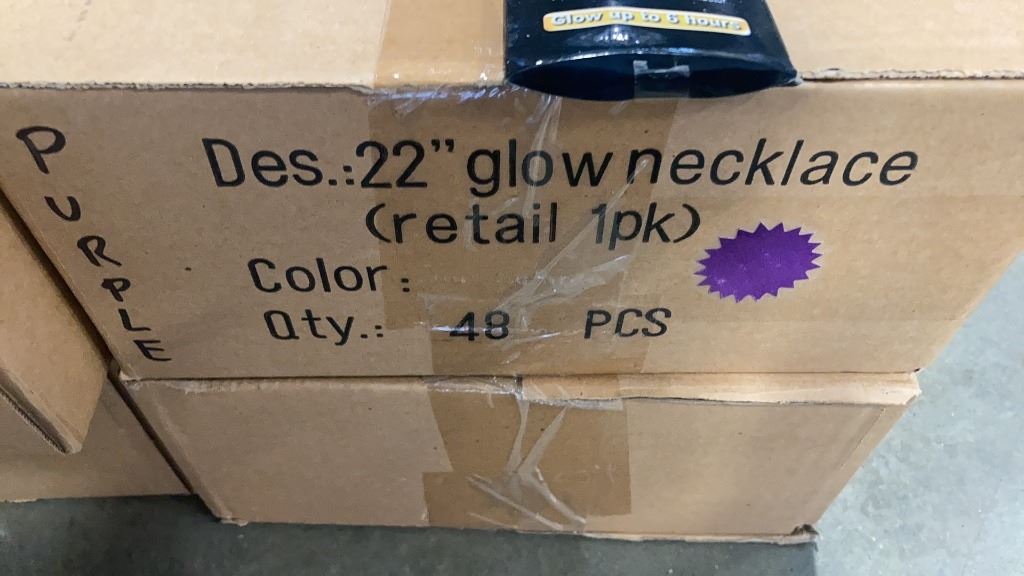 Glow up to 6 hours
PURPLE
Des.:22" glow necklace
(retail 1pk)
Color:
Qty.: 48 PCS